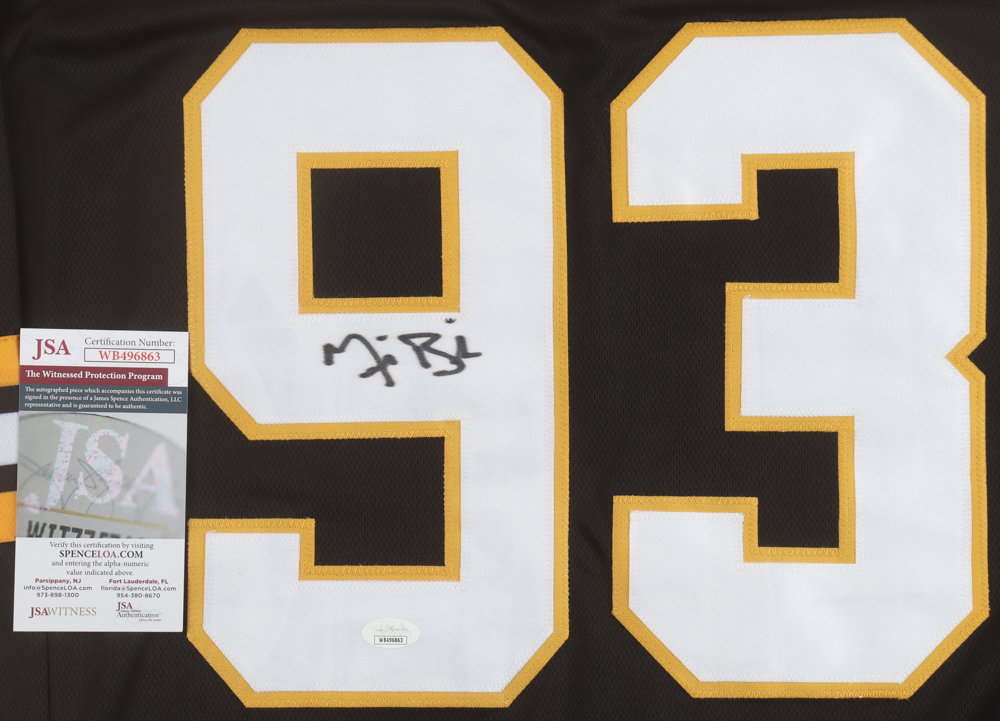 93
JSA
Certification Number:
WB496863
The Witnessed Protection Program
The autographed piece which accompanies this certificate was
signed in the presence of a James Spence Authentication, LLC
representative and is guaranteed to be authentic.
JSA
Verify this certification by visiting
SPENCELOA.COM
and entering the alpha-numeric
value indicated above.
Parsippany, NJ Fort Lauderdale, FL
info@SpenceLOA.com florida@SpenceLOA.com
973-898-1300 954-380-8670
JSAWITNESS
JSA
Authentication
WB496863